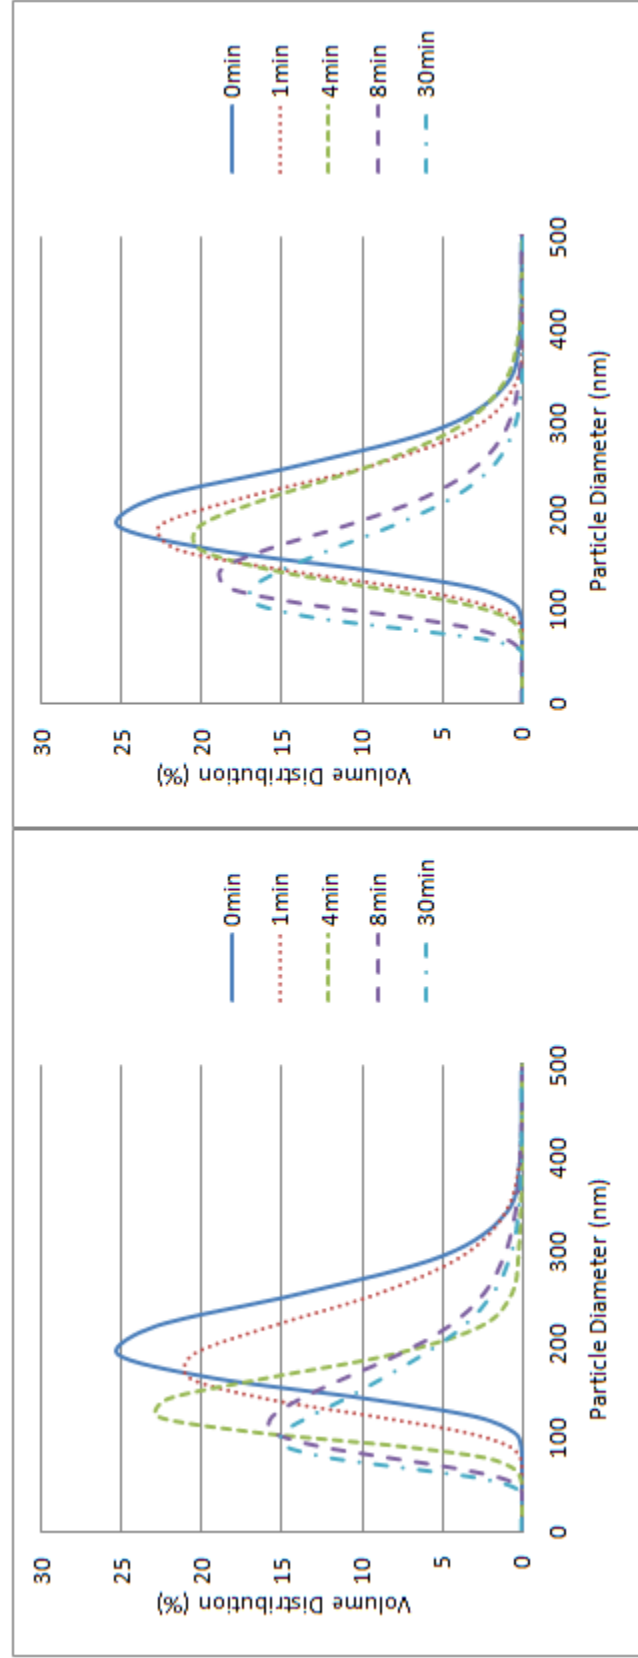 30
25
20
15
10
5
0
Volume Distribution (%)
0 100 200 300 400 500
Particle Diameter (nm)
0min
1min
4min
8min
30min
30
25
20
15
10
5
0
Volume Distribution (%)
0 100 200 300 400 500
Particle Diameter (nm)
0min
1min
4min
8min
30min